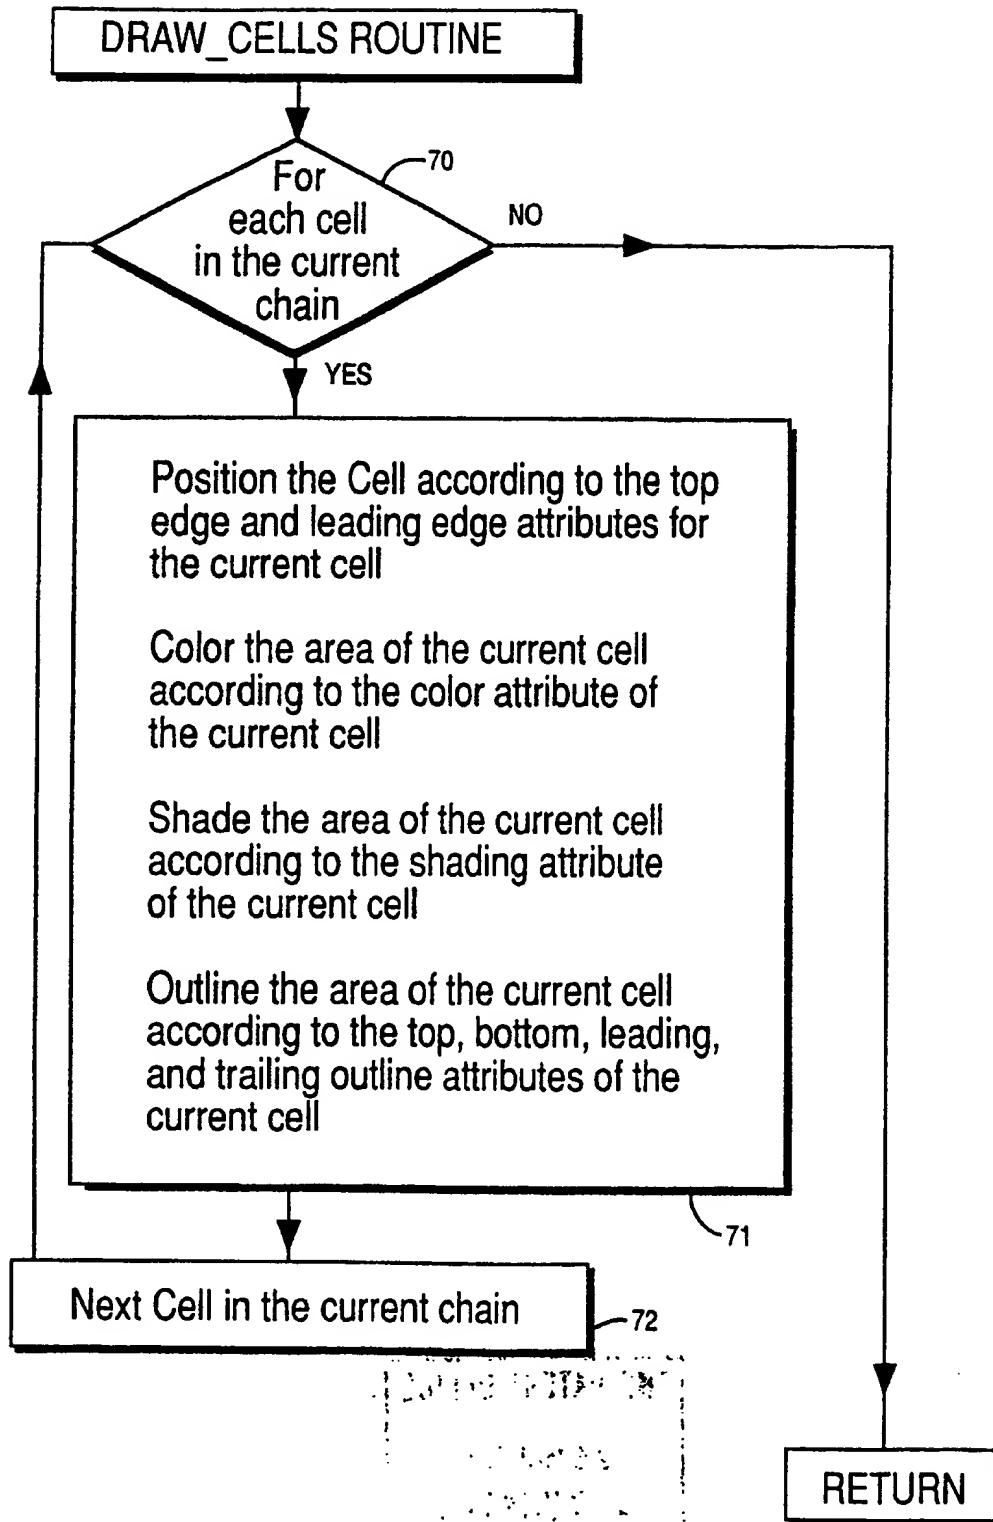 DRAW_CELLS ROUTINE
70
For
each cell
in the current
chain
NO
YES
Position the Cell according to the top
edge and leading edge attributes for
the current cell
Color the area of the current cell
according to the color attribute of
the current cell
Shade the area of the current cell
according to the shading attribute
of the current cell
Outline the area of the current cell
according to the top, bottom, leading,
and trailing outline attributes of the
current cell
71
Next Cell in the current chain
72
RETURN